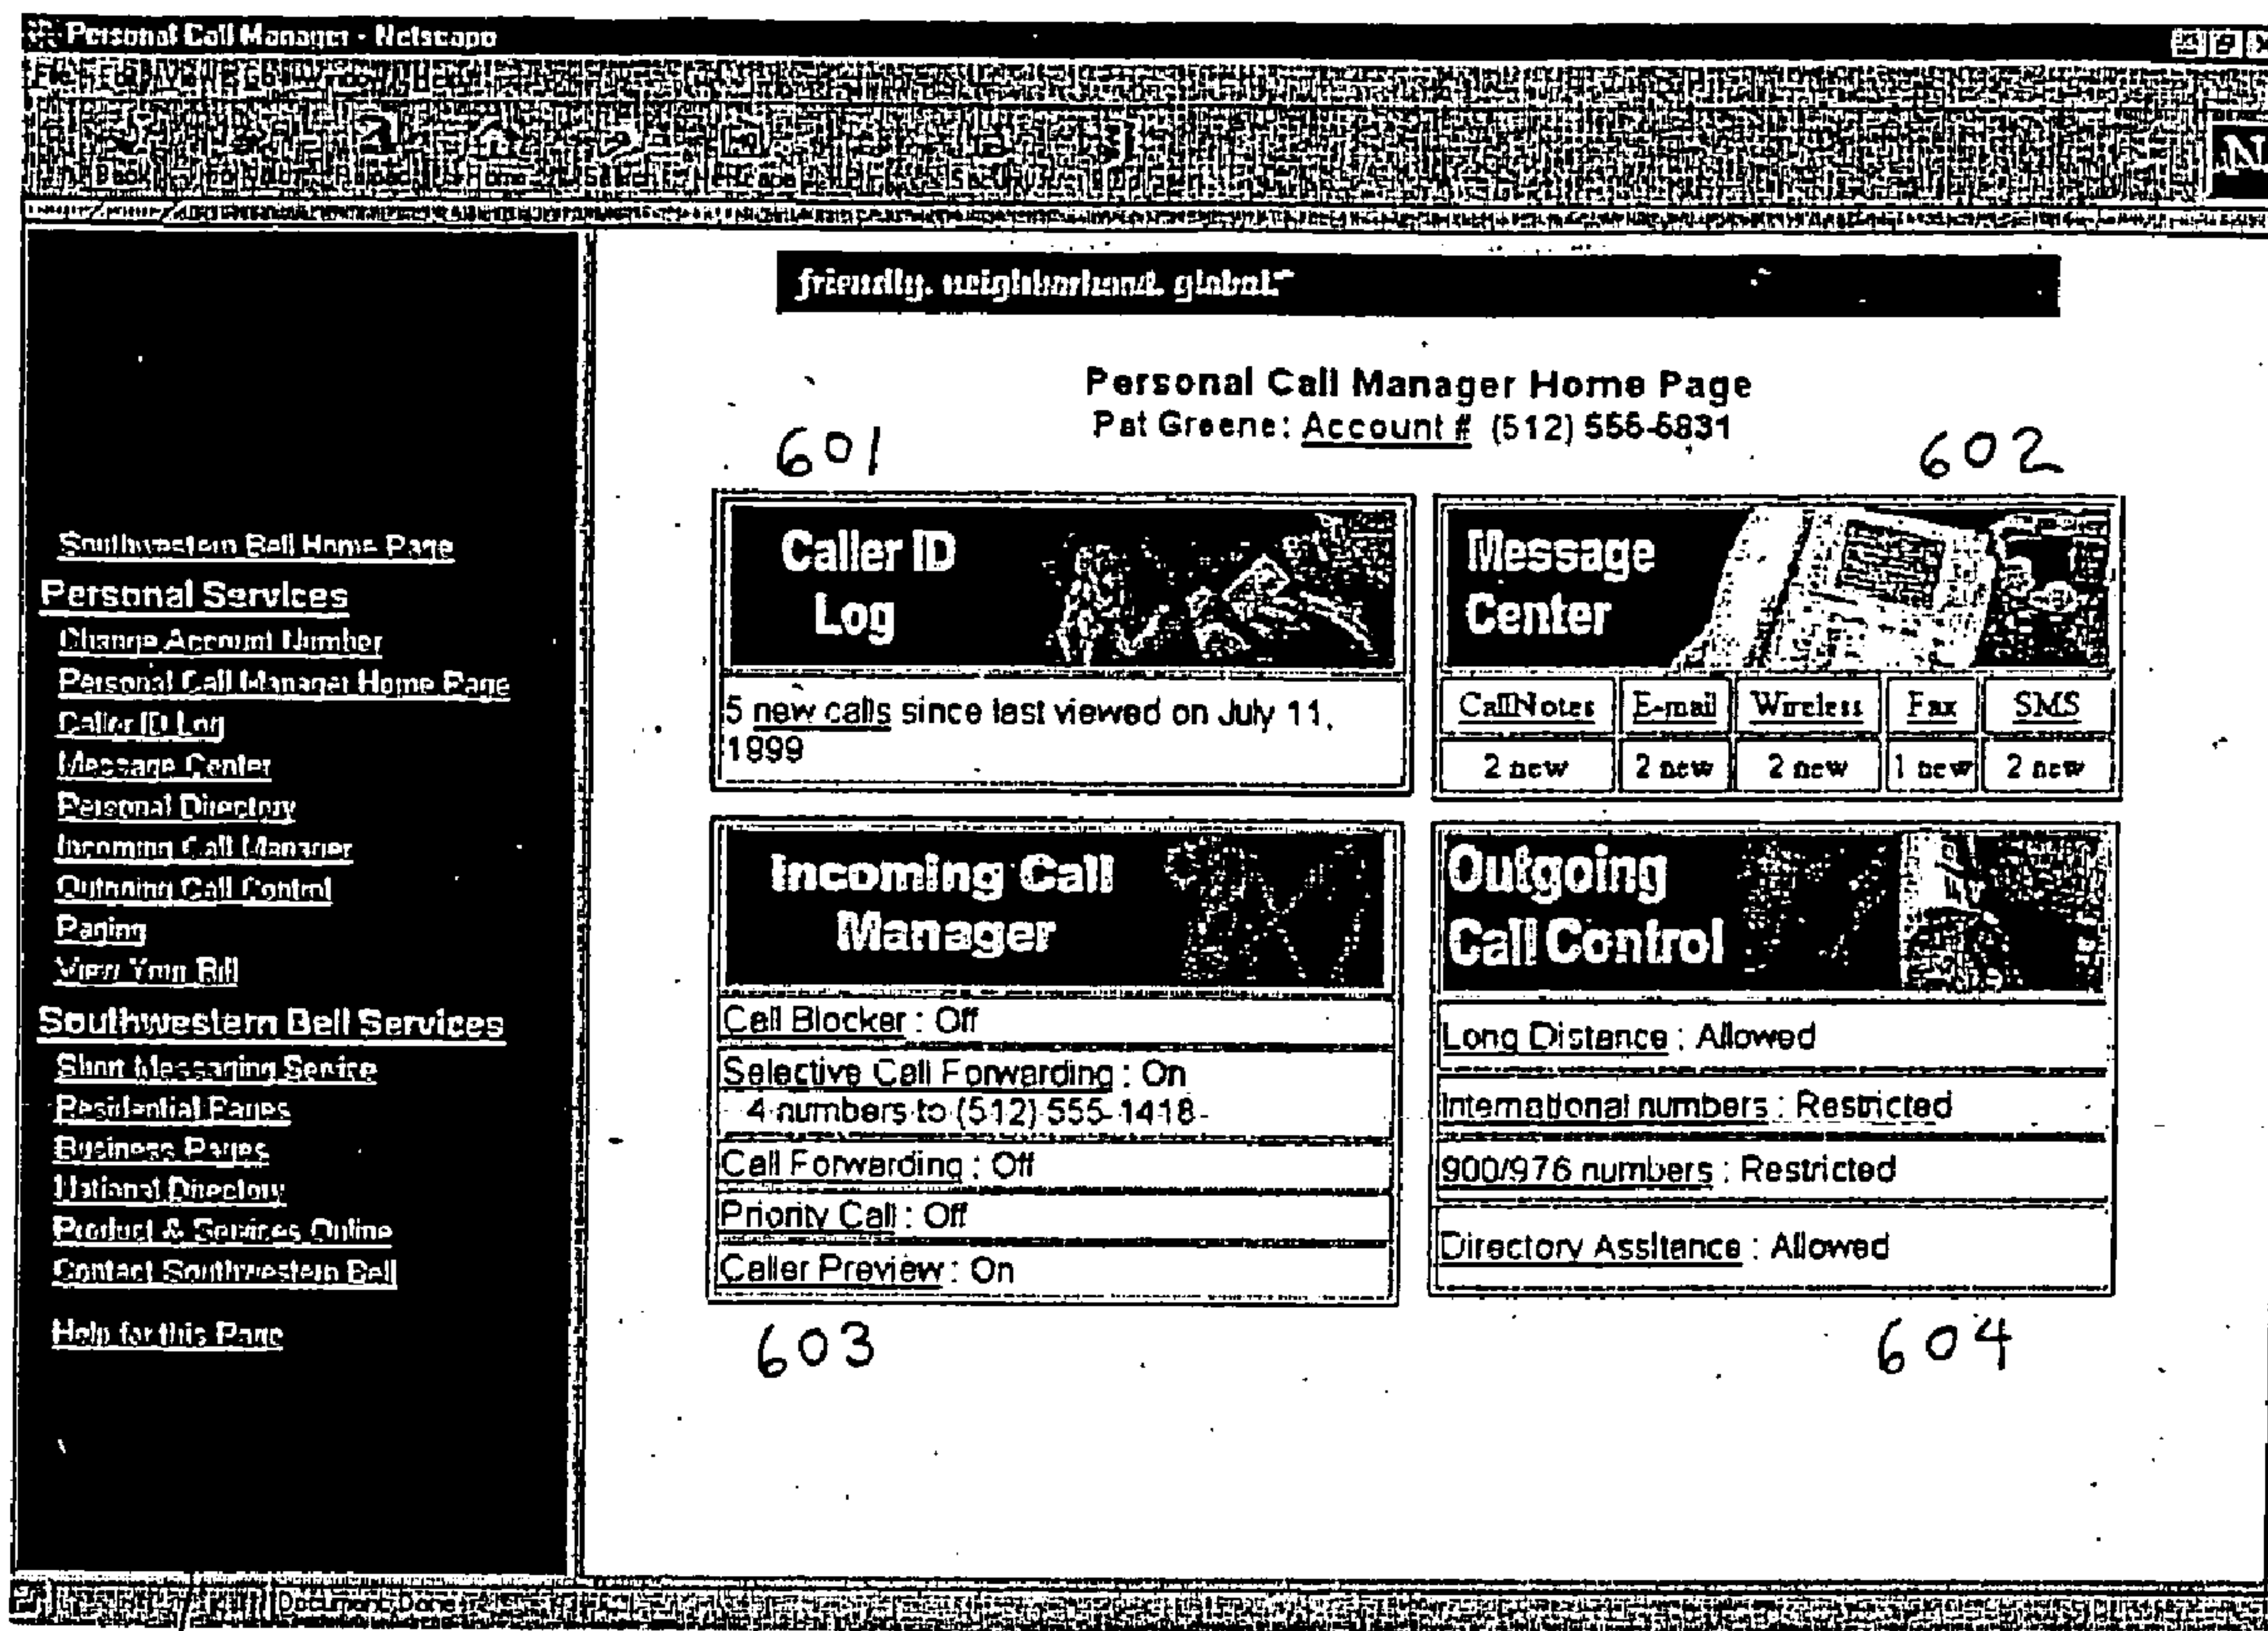 Personal Call Manager - Netscape
Back
Reload
Home
friendly. neighborhood. global.
Personal Call Manager Home Page
Pat Greene: Account # (512) 555-5831
601
602
Southwestern Bell Home Page
Personal Services
Change Account Number
Personal Call Manager Home Page
Caller ID Log
Message Center
Personal Directory
Incoming Call Manager
Outgoing Call Control
Paging
View Your Bill
Southwestern Bell Services
Short Messaging Service
Residential Pages
Business Pages
National Directory
Product & Services Online
Contact Southwestern Bell
Help for this Page
Caller ID
Log
5 new calls since last viewed on July 11,
1999
Message
Center
CallNotes E-mail Wireless Fax SMS
2 new 2 new 2 new 1 new 2 new
Incoming Call
Manager
Call Blocker : Off
Selective Call Forwarding : On
4 numbers to (512) 555-1418
Call Forwarding : Off
Priority Call : Off
Caller Preview : On
Outgoing
Call Control
Long Distance : Allowed
International numbers : Restricted
900/976 numbers : Restricted
Directory Assitance : Allowed
603
604
Document: Done